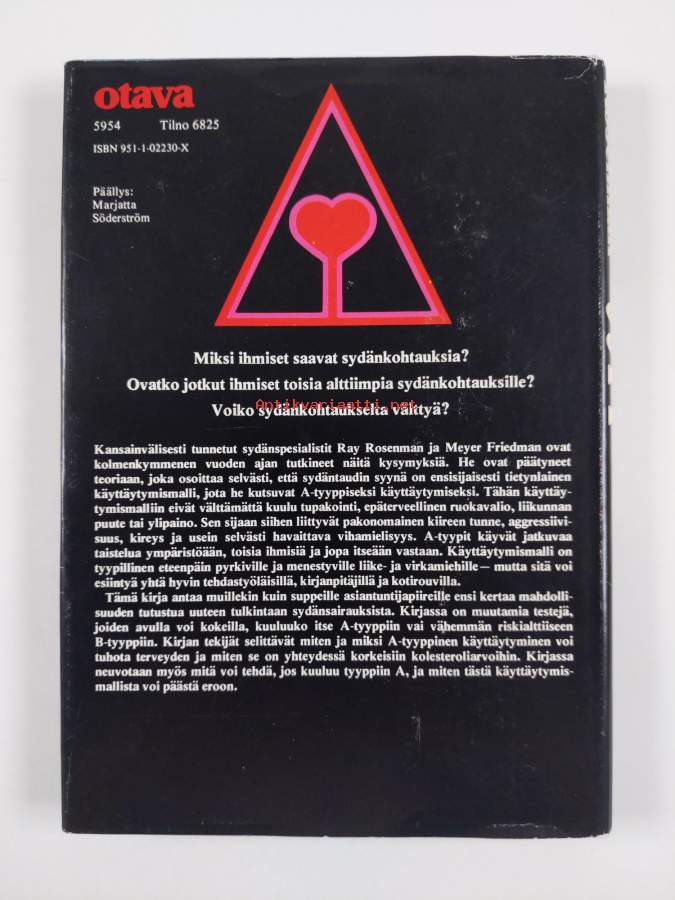 otava
5954 Tilno 6825
ISBN 951-1-02230-X
Päällys:
Marjatta
Söderström
Miksi ihmiset saavat sydänkohtauksia?
Ovatko jotkut ihmiset toisia alttiimpia sydänkohtauksille?
Antikvariaatti.net
Voiko sydänkohtaukselta välttyä?
Kansainvälisesti tunnetut sydänspesialistit Ray Rosenman ja Meyer Friedman ovat
kolmenkymmenen vuoden ajan tutkineet näitä kysymyksiä. He ovat päätyneet
teoriaan, joka osoittaa selvästi, että sydäntaudin syynä on ensisijaisesti tietynlainen
käyttäytymismalli, jota he kutsuvat A-tyyppiseksi käyttäytymiseksi. Tähän käyttäy-
tymismalliin eivät välttämättä kuulu tupakointi, epäterveellinen ruokavalio, liikunnan
puute tai ylipaino. Sen sijaan siihen liittyvät pakonomainen kiireen tunne, aggressiivi-
suus, kireys ja usein selvästi havaittava vihamielisyys. A-tyypit käyvät jatkuvaa
taistelua ympäristöään, toisia ihmisiä ja jopa itseään vastaan. Käyttäytymismalli on
tyypillinen eteenpäin pyrkiville ja menestyville liike- ja virkamiehille — mutta sitä voi
esiintyä yhtä hyvin tehdastyöläisillä, kirjanpitäjillä ja kotirouvilla.
Tämä kirja antaa muillekin kuin suppeille asiantuntijapiireille ensi kertaa mahdolli-
suuden tutustua uuteen tulkintaan sydänsairauksista. Kirjassa on muutamia testejä,
joiden avulla voi kokeilla, kuuluuko itse A-tyyppiin vai vähemmän riskialttiiseen
B-tyyppiin. Kirjan tekijät selittävät miten ja miksi A-tyyppinen käyttäytyminen voi
tuhota terveyden ja miten se on yhteydessä korkeisiin kolesteroliarvoihin. Kirjassa
neuvotaan myös mitä voi tehdä, jos kuuluu tyyppiin A, ja miten tästä käyttäytymis-
mallista voi päästä eroon.